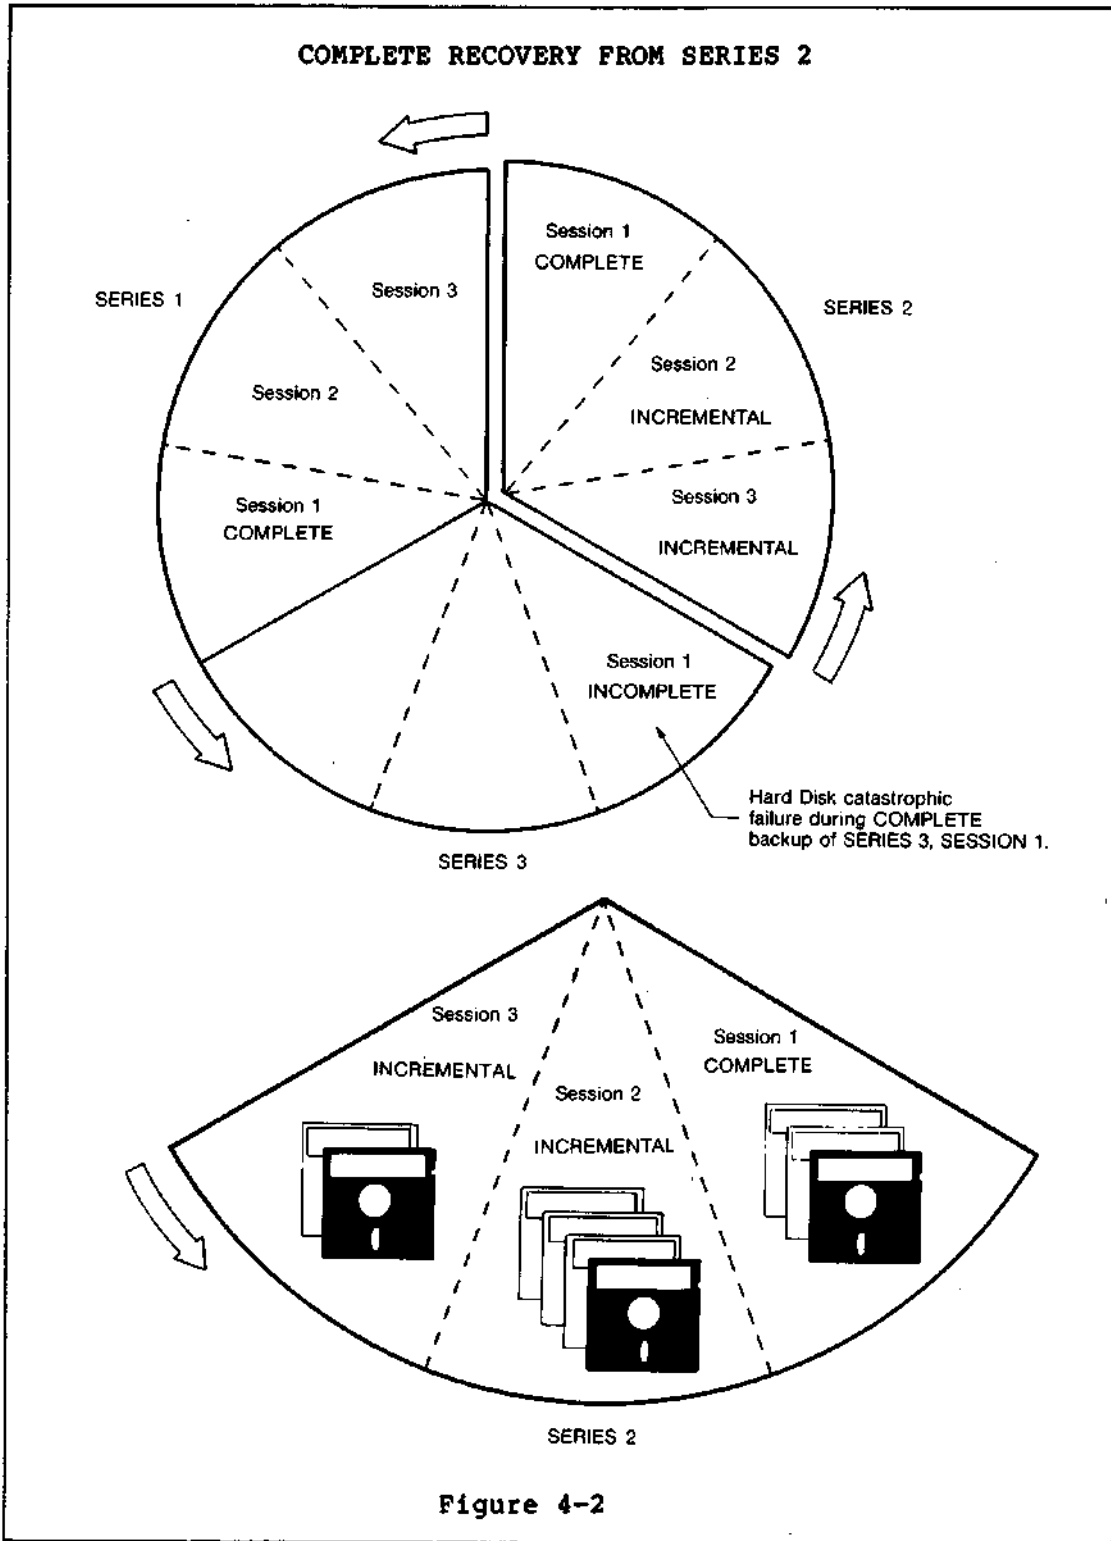 COMPLETE RECOVERY FROM SERIES 2
Session 1
COMPLETE
Session 3
SERIES 1
SERIES 2
Session 2
INCREMENTAL
Session 2
Session 3
INCREMENTAL
Session 1
COMPLETE
Session 1
INCOMPLETE
Hard Disk catastrophic
failure during COMPLETE
backup of SERIES 3, SESSION 1.
SERIES 3
Session 3
INCREMENTAL
Session 2
INCREMENTAL
Session 1
COMPLETE
SERIES 2
Figure 4-2